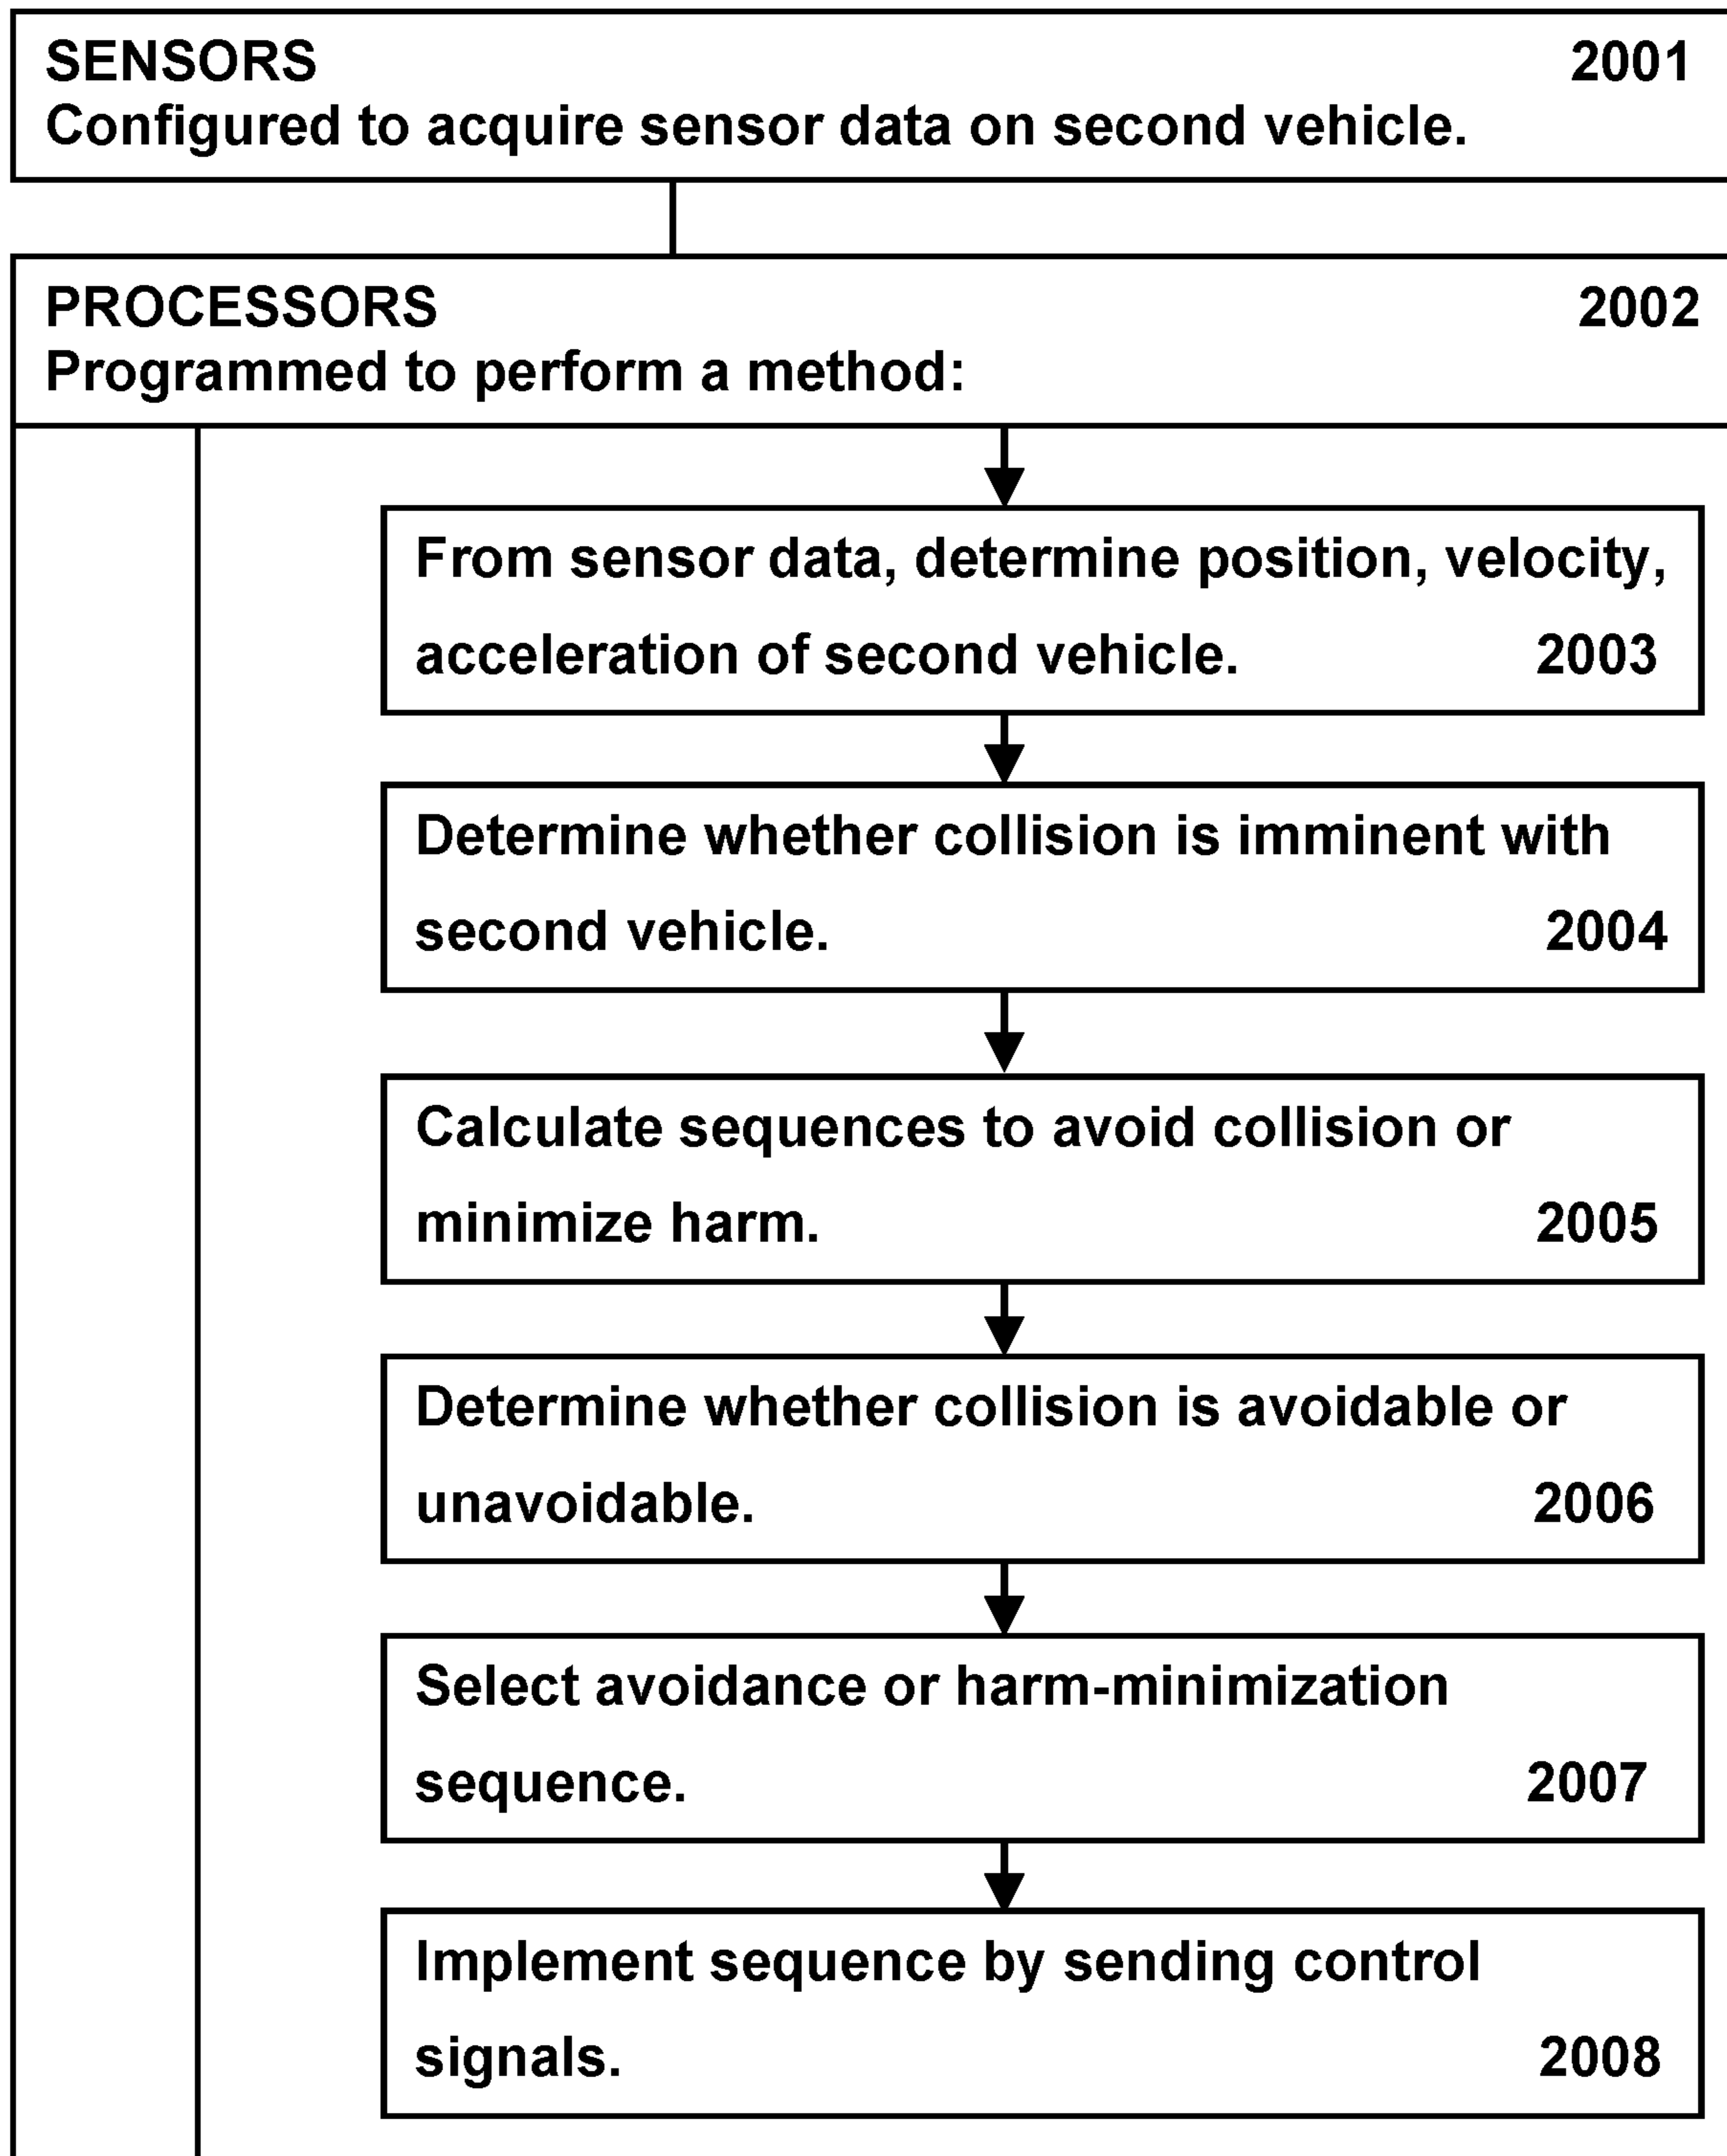 SENSORS 2001
Configured to acquire sensor data on second vehicle.
PROCESSORS 2002
Programmed to perform a method:
From sensor data, determine position, velocity,
acceleration of second vehicle. 2003
Determine whether collision is imminent with
second vehicle. 2004
Calculate sequences to avoid collision or
minimize harm. 2005
Determine whether collision is avoidable or
unavoidable. 2006
Select avoidance or harm-minimization
sequence. 2007
Implement sequence by sending control
signals. 2008